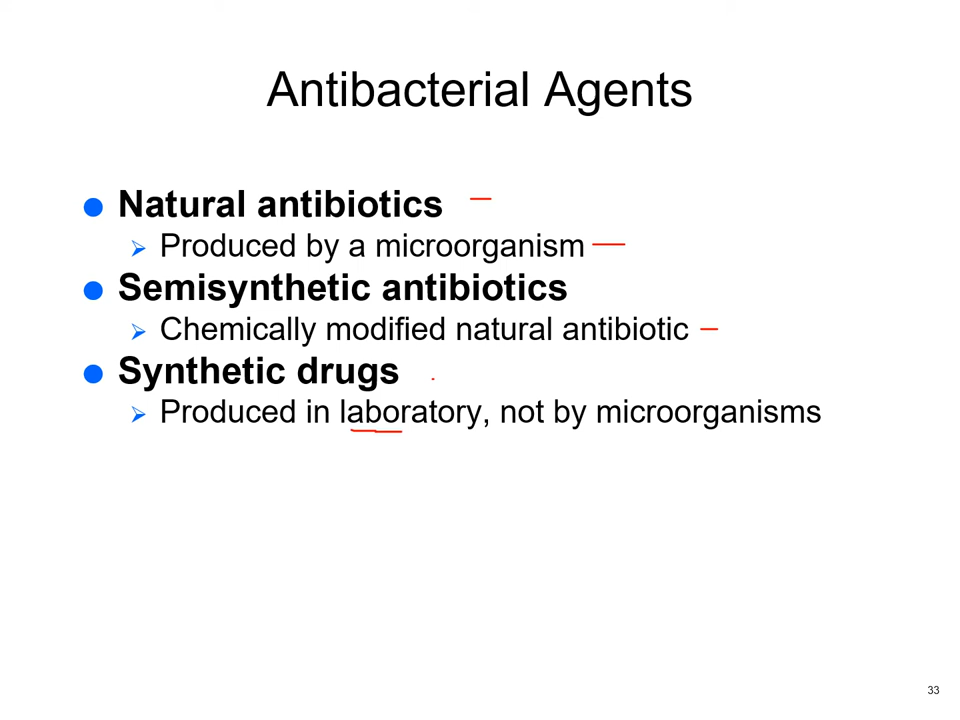 Antibacterial Agents
Natural antibiotics
Produced by a microorganism
Semisynthetic antibiotics
Chemically modified natural antibiotic
Synthetic drugs
Produced in laboratory, not by microorganisms
33